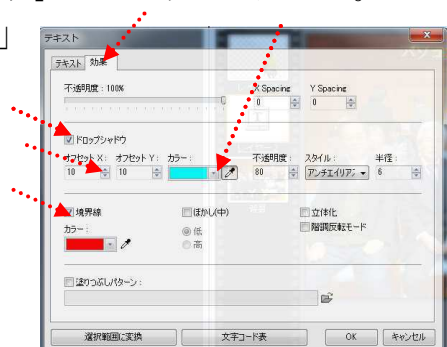 」
テキスト
テキスト 効果
不透明度：100% X Spacing Y Spacing
0 0
ドロップシャドウ
オフセット X： オフセット Y： カラー： 不透明度： スタイル： 半径：
10 10 80 アンチエイリアス 6
境界線 ぼかし(中) 立体化
カラー： 低 階調反転モード
高
塗りつぶしパターン：
選択範囲に変換 文字コード表 OK キャンセル